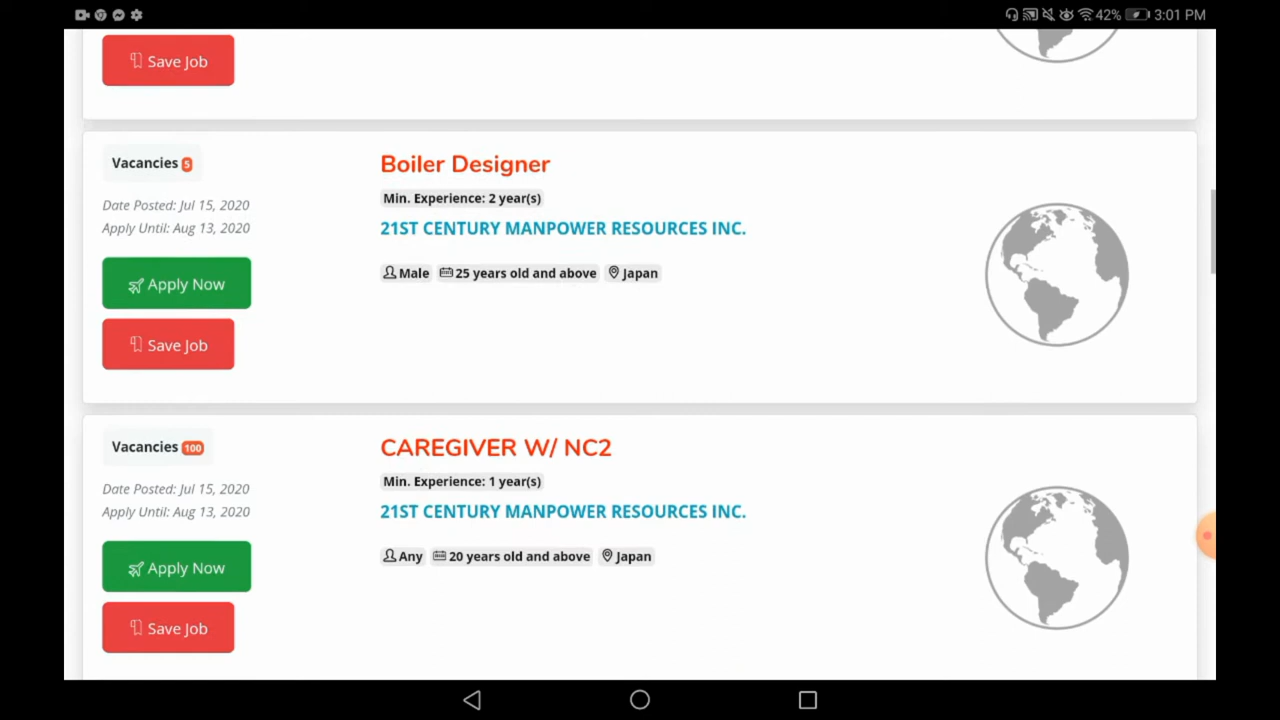 42% 3:01 PM
Save Job
Vacancies 5
Date Posted: Jul 15, 2020
Apply Until: Aug 13, 2020
Apply Now
Save Job
Boiler Designer
Min. Experience: 2 year(s)
21ST CENTURY MANPOWER RESOURCES INC.
Male 25 years old and above Japan
Vacancies 100
Date Posted: Jul 15, 2020
Apply Until: Aug 13, 2020
Apply Now
Save Job
CAREGIVER W/ NC2
Min. Experience: 1 year(s)
21ST CENTURY MANPOWER RESOURCES INC.
Any 20 years old and above Japan